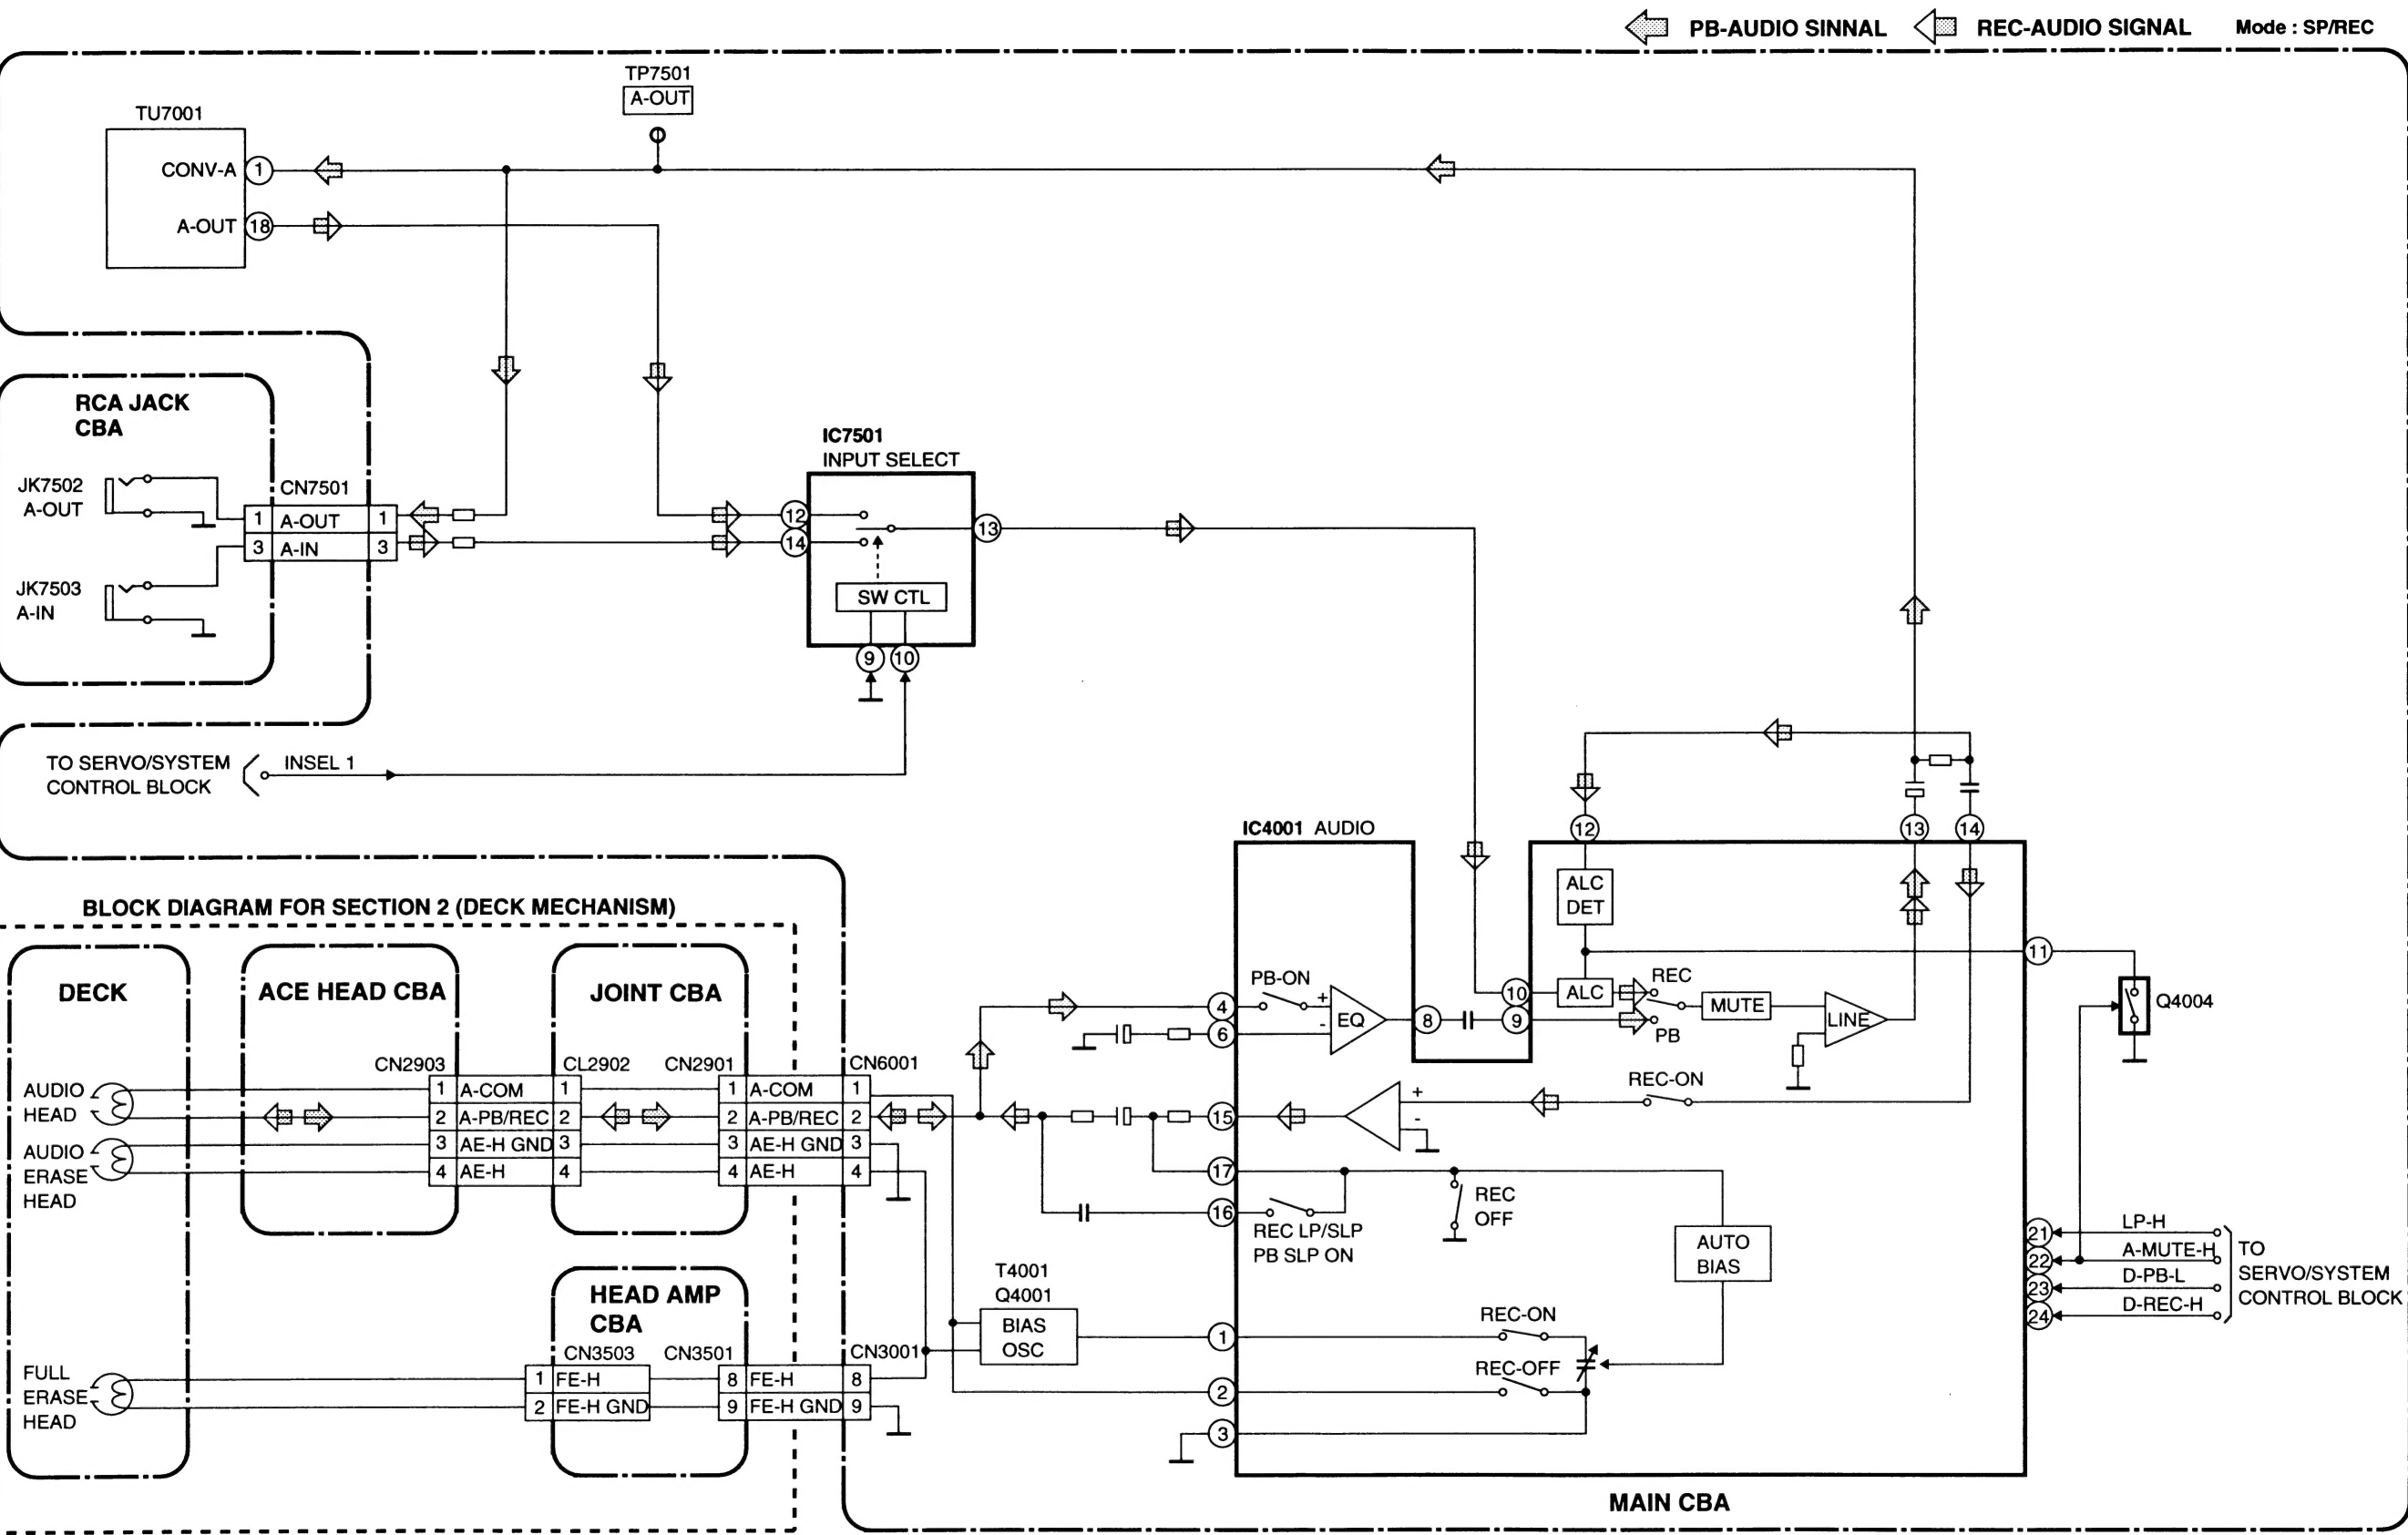 PB-AUDIO SINNAL REC-AUDIO SIGNAL Mode : SP/REC
TP7501
A-OUT
TU7001
CONV-A 1
A-OUT 18
RCA JACK
CBA
JK7502
A-OUT
CN7501
1 A-OUT 1
3 A-IN 3
JK7503
A-IN
IC7501
INPUT SELECT
12
14
13
SW CTL
9 10
TO SERVO/SYSTEM
CONTROL BLOCK
INSEL 1
IC4001 AUDIO
12 13 14
ALC
DET
11
PB-ON
4
6
+
-
EQ
8
9
10
ALC
REC
PB
MUTE
LINE
Q4004
REC-ON
+
-
15
17
16
REC LP/SLP
PB SLP ON
REC
OFF
AUTO
BIAS
21 LP-H
22 A-MUTE-H
23 D-PB-L
24 D-REC-H
TO
SERVO/SYSTEM
CONTROL BLOCK
T4001
Q4001
BIAS
OSC
1
REC-ON
2
REC-OFF
3
MAIN CBA
BLOCK DIAGRAM FOR SECTION 2 (DECK MECHANISM)
DECK
ACE HEAD CBA
JOINT CBA
CN2903 CL2902 CN2901 CN6001
AUDIO
HEAD
AUDIO
ERASE
HEAD
1 A-COM 1 1 A-COM 1
2 A-PB/REC 2 2 A-PB/REC 2
3 AE-H GND 3 3 AE-H GND 3
4 AE-H 4 4 AE-H 4
HEAD AMP
CBA
CN3503 CN3501 CN3001
FULL
ERASE
HEAD
1 FE-H 8 FE-H 8
2 FE-H GND 9 FE-H GND 9